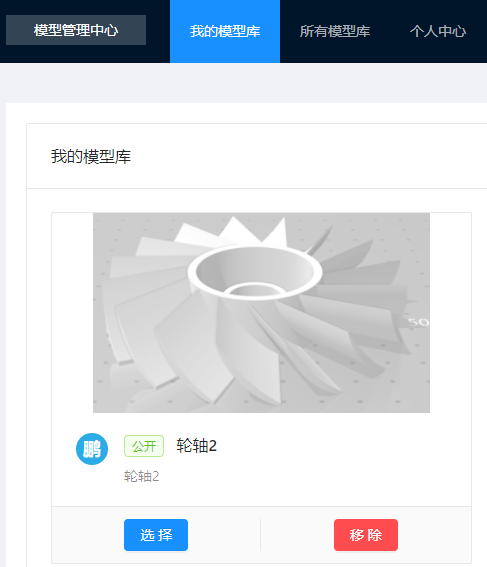 模型管理中心 我的模型库 所有模型库 个人中心
我的模型库
50
鹏 公开 轮轴2
轮轴2
选 择 移 除